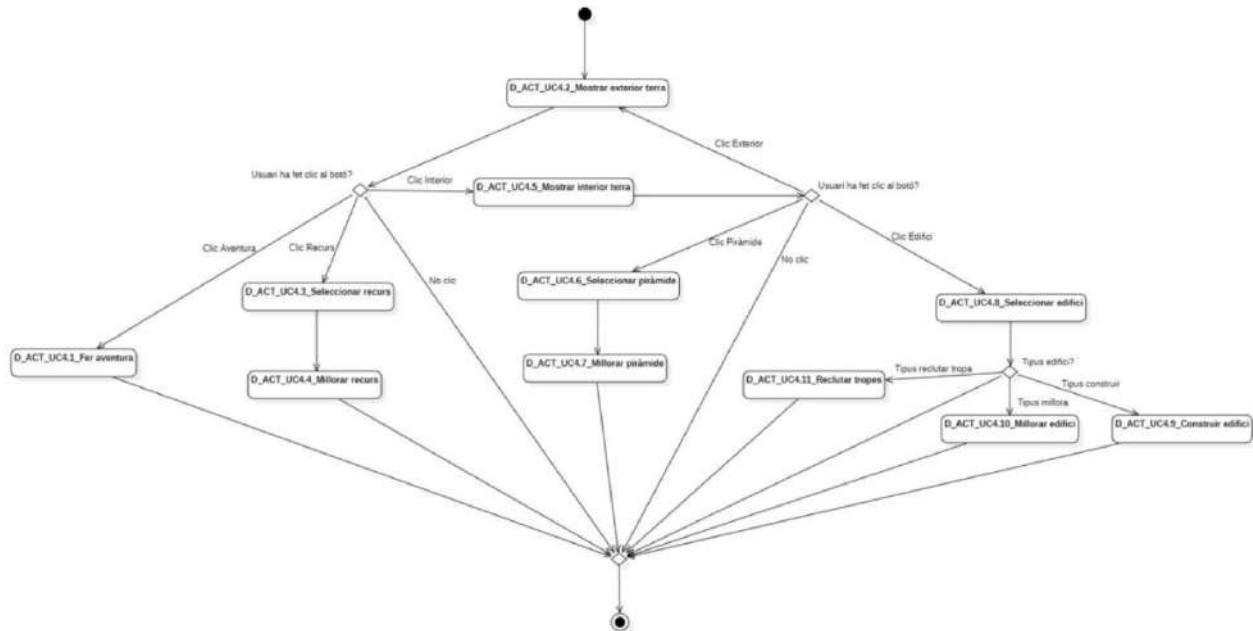 D_ACT_UC4.2_Mostrar exterior terra
Clic Exterior
Usuari ha fet clic al botó?
Clic Interior
D_ACT_UC4.5_Mostrar interior terra
Usuari ha fet clic al botó?
Clic Aventura
Clic Recurs
No clic
Clic Piràmide
No clic
Clic Edifici
D_ACT_UC4.3_Seleccionar recurs
D_ACT_UC4.6_Seleccionar piràmide
D_ACT_UC4.8_Seleccionar edifici
D_ACT_UC4.1_Fer aventura
D_ACT_UC4.4_Millorar recurs
D_ACT_UC4.7_Millorar piràmide
Tipus edifici?
Tipus reclutar tropa
D_ACT_UC4.11_Reclutar tropes
Tipus construir
Tipus millora
D_ACT_UC4.10_Millorar edifici
D_ACT_UC4.9_Construir edifici